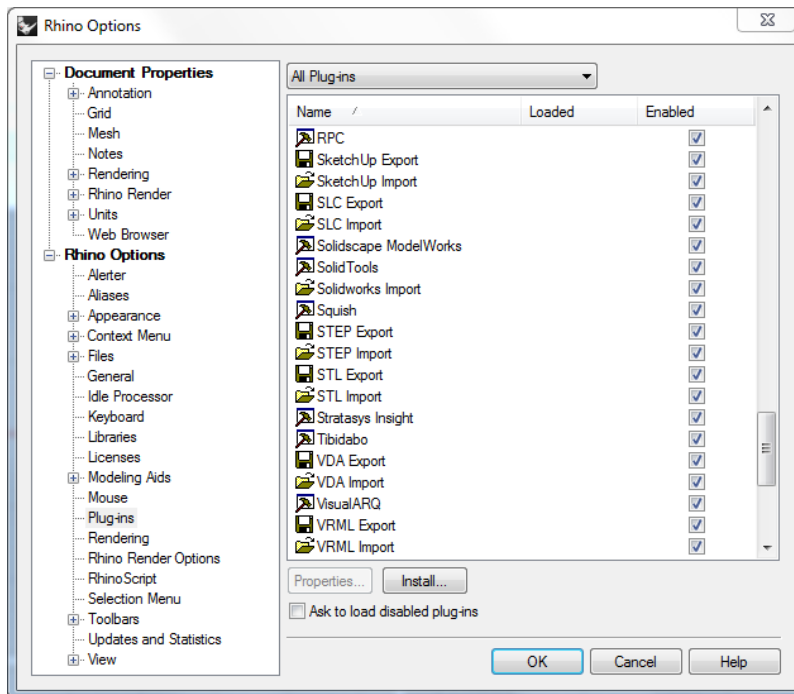 Rhino Options
Document Properties
Annotation
Grid
Mesh
Notes
Rendering
Rhino Render
Units
Web Browser
Rhino Options
Alerter
Aliases
Appearance
Context Menu
Files
General
Idle Processor
Keyboard
Libraries
Licenses
Modeling Aids
Mouse
Plug-ins
Rendering
Rhino Render Options
RhinoScript
Selection Menu
Toolbars
Updates and Statistics
View
All Plug-ins
Name Loaded Enabled
RPC
SketchUp Export
SketchUp Import
SLC Export
SLC Import
Solidscape ModelWorks
SolidTools
Solidworks Import
Squish
STEP Export
STEP Import
STL Export
STL Import
Stratasys Insight
Tibidabo
VDA Export
VDA Import
VisualARQ
VRML Export
VRML Import
Properties... Install...
Ask to load disabled plug-ins
OK Cancel Help